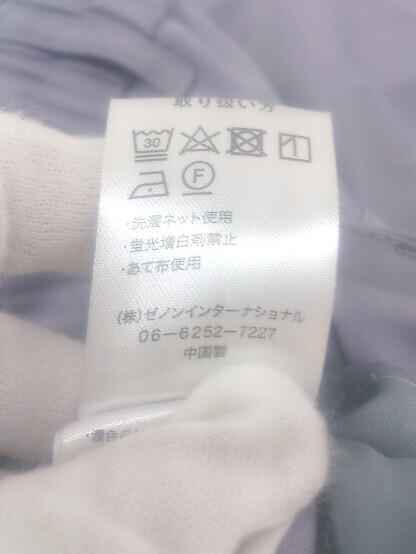 取り扱い方
30
F
・洗濯ネット使用
・蛍光増白剤禁止
・あて布使用
(株)ゼノンインターナショナル
06-6252-7227
中国製
・濃色